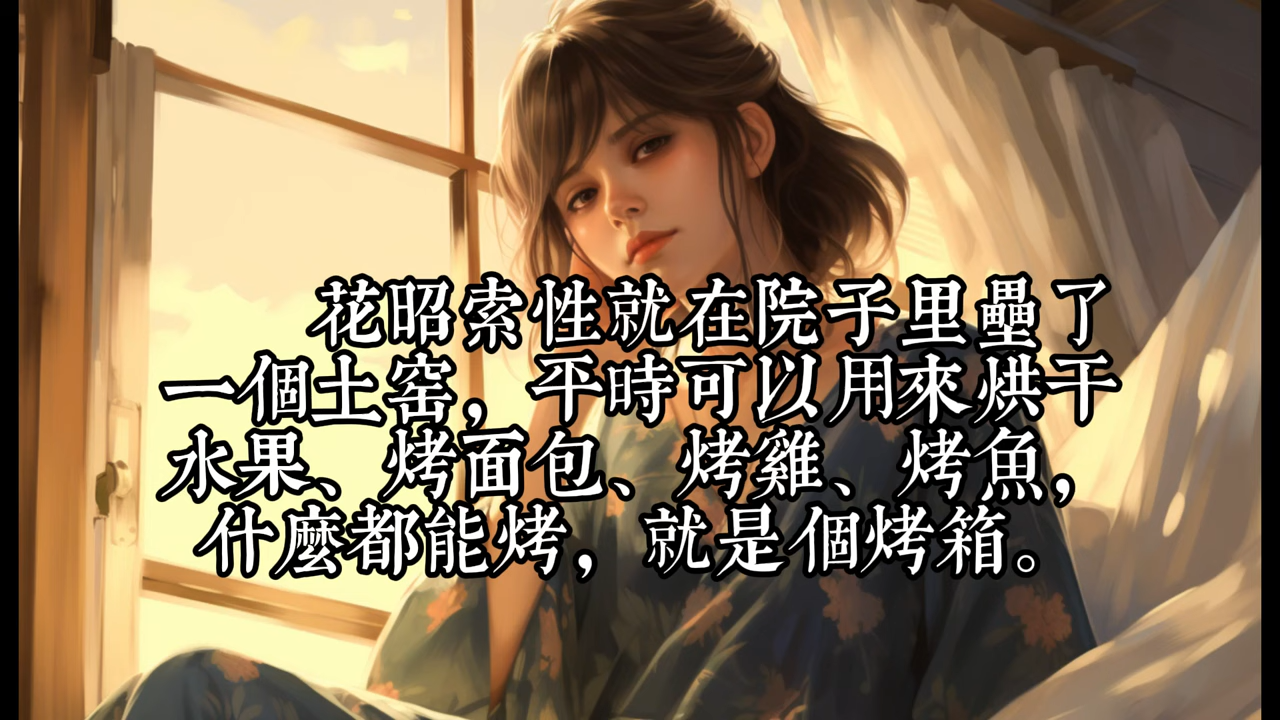 花昭索性就在院子里壘了
一個土窑，平時可以用來烘干
水果、烤面包、烤雞、烤魚，
什麼都能烤，就是個烤箱。